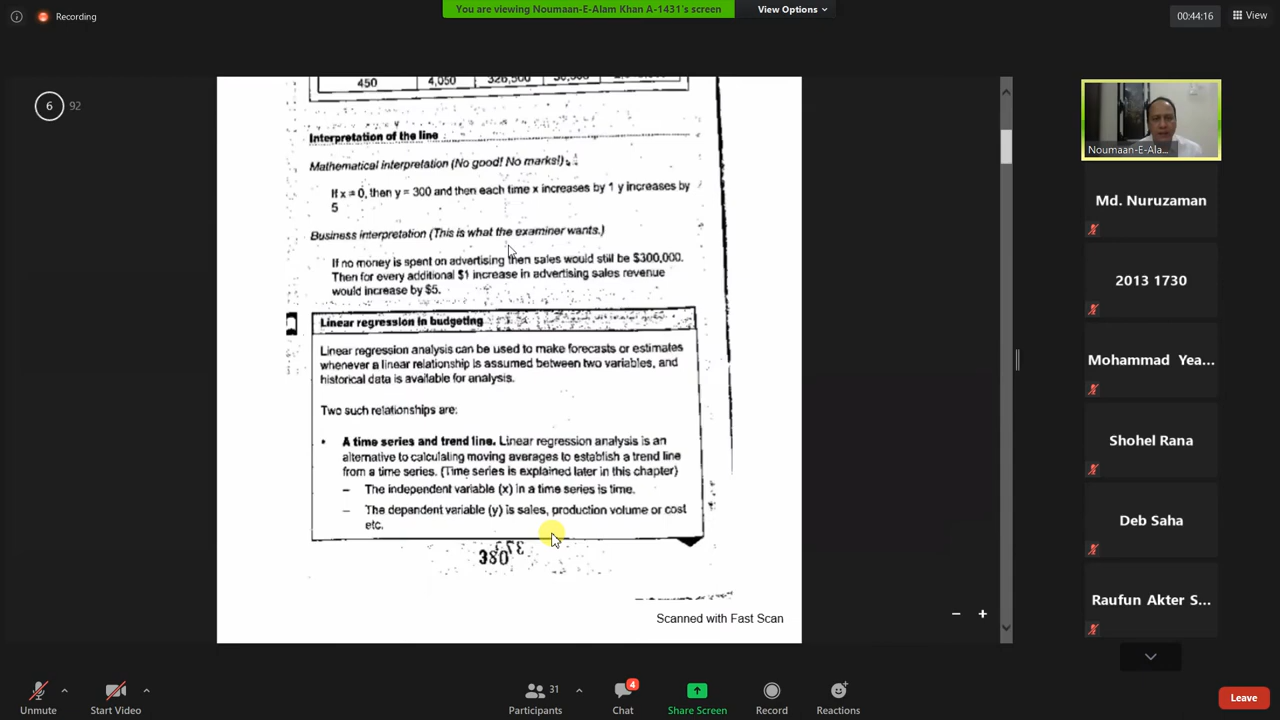 Recording
You are viewing Noumaan-E-Alam Khan A-1431's screen
View Options
00:44:16
View
6
92
450
4,050
326,500
Interpretation of the line
Mathematical interpretation (No good! No marks!)
If x = 0, then y = 300 and then each time x increases by 1 y increases by
5
Business interpretation (This is what the examiner wants.)
If no money is spent on advertising then sales would still be $300,000.
Then for every additional $1 increase in advertising sales revenue
would increase by $5.
Linear regression in budgeting
Linear regression analysis can be used to make forecasts or estimates
whenever a linear relationship is assumed between two variables, and
historical data is available for analysis.
Two such relationships are:
• A time series and trend line. Linear regression analysis is an
alternative to calculating moving averages to establish a trend line
from a time series. (Time series is explained later in this chapter)
– The independent variable (x) in a time series is time.
– The dependent variable (y) is sales, production volume or cost
etc.
380
Scanned with Fast Scan
Noumaan-E-Ala...
Md. Nuruzaman
2013 1730
Mohammad Yea...
Shohel Rana
Deb Saha
Raufun Akter S...
Unmute
Start Video
Participants
31
Chat
4
Share Screen
Record
Reactions
Leave